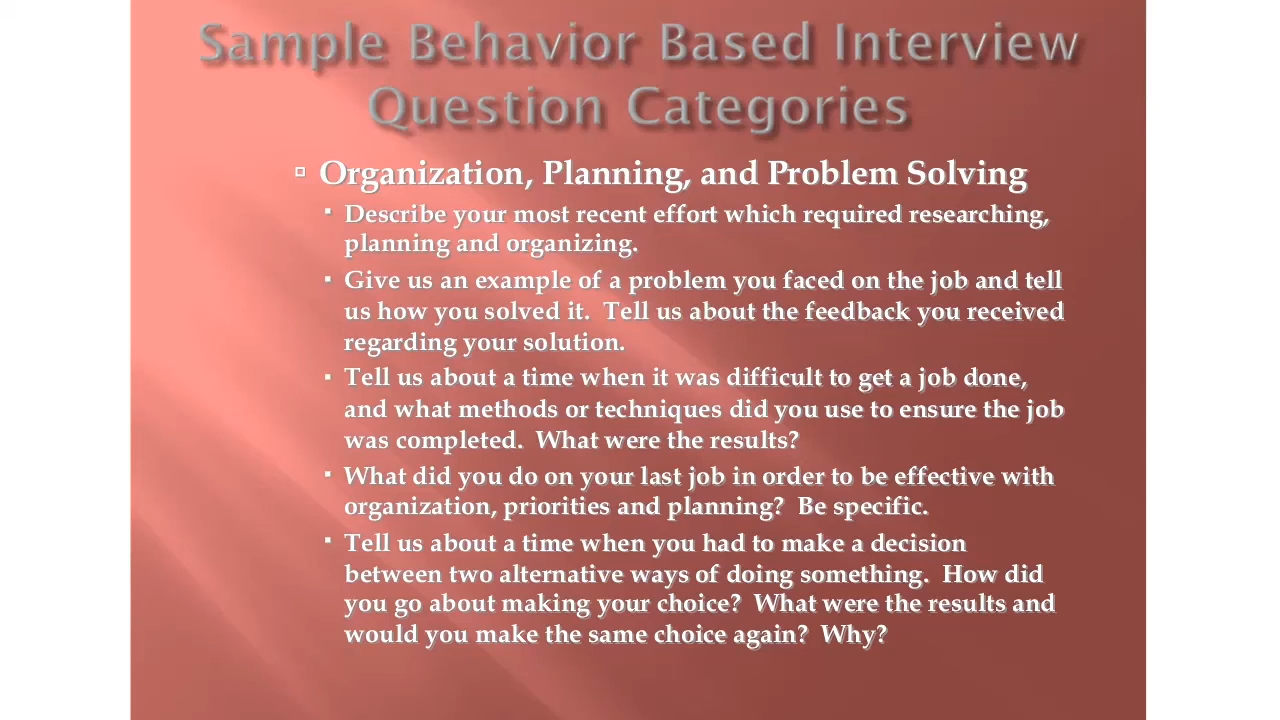 Sample Behavior Based Interview
Question Categories
Organization, Planning, and Problem Solving
Describe your most recent effort which required researching,
planning and organizing.
Give us an example of a problem you faced on the job and tell
us how you solved it.  Tell us about the feedback you received
regarding your solution.
Tell us about a time when it was difficult to get a job done,
and what methods or techniques did you use to ensure the job
was completed.  What were the results?
What did you do on your last job in order to be effective with
organization, priorities and planning?  Be specific.
Tell us about a time when you had to make a decision
between two alternative ways of doing something.  How did
you go about making your choice?  What were the results and
would you make the same choice again?  Why?